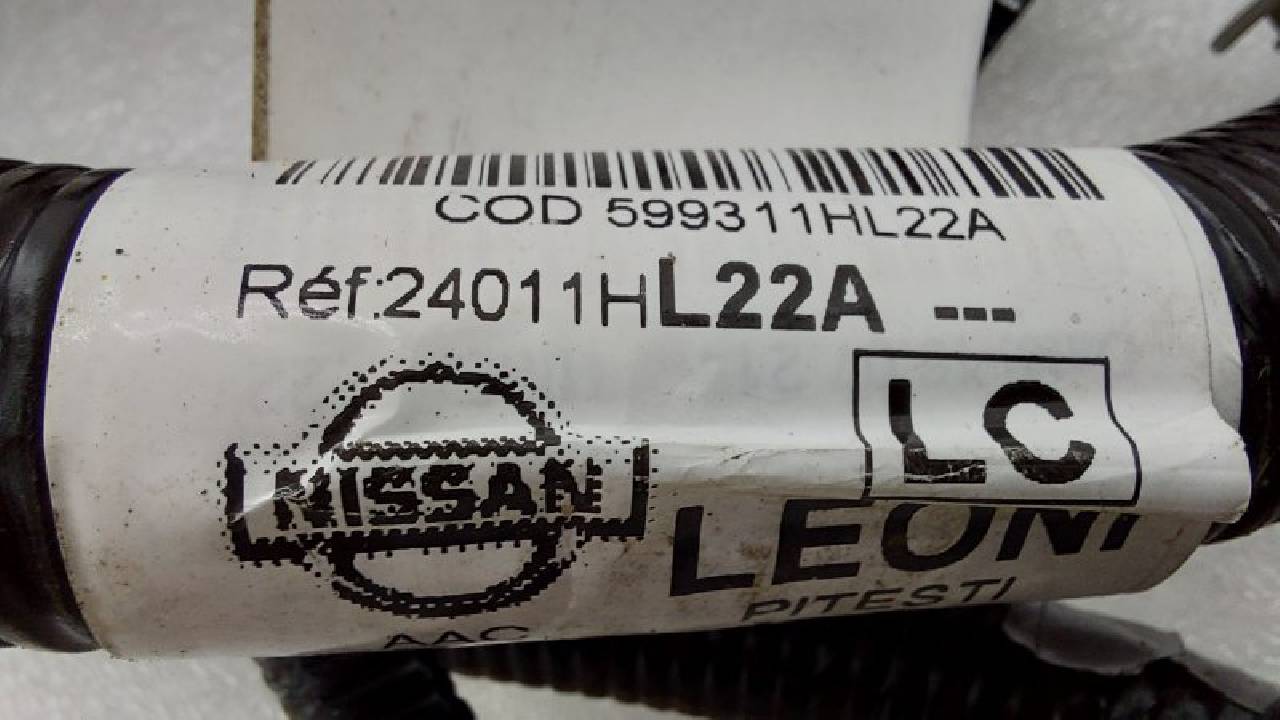 COD 599311HL22A
Réf:24011HL22A ---
LC
NISSAN
LEONI
PITESTI
AAC